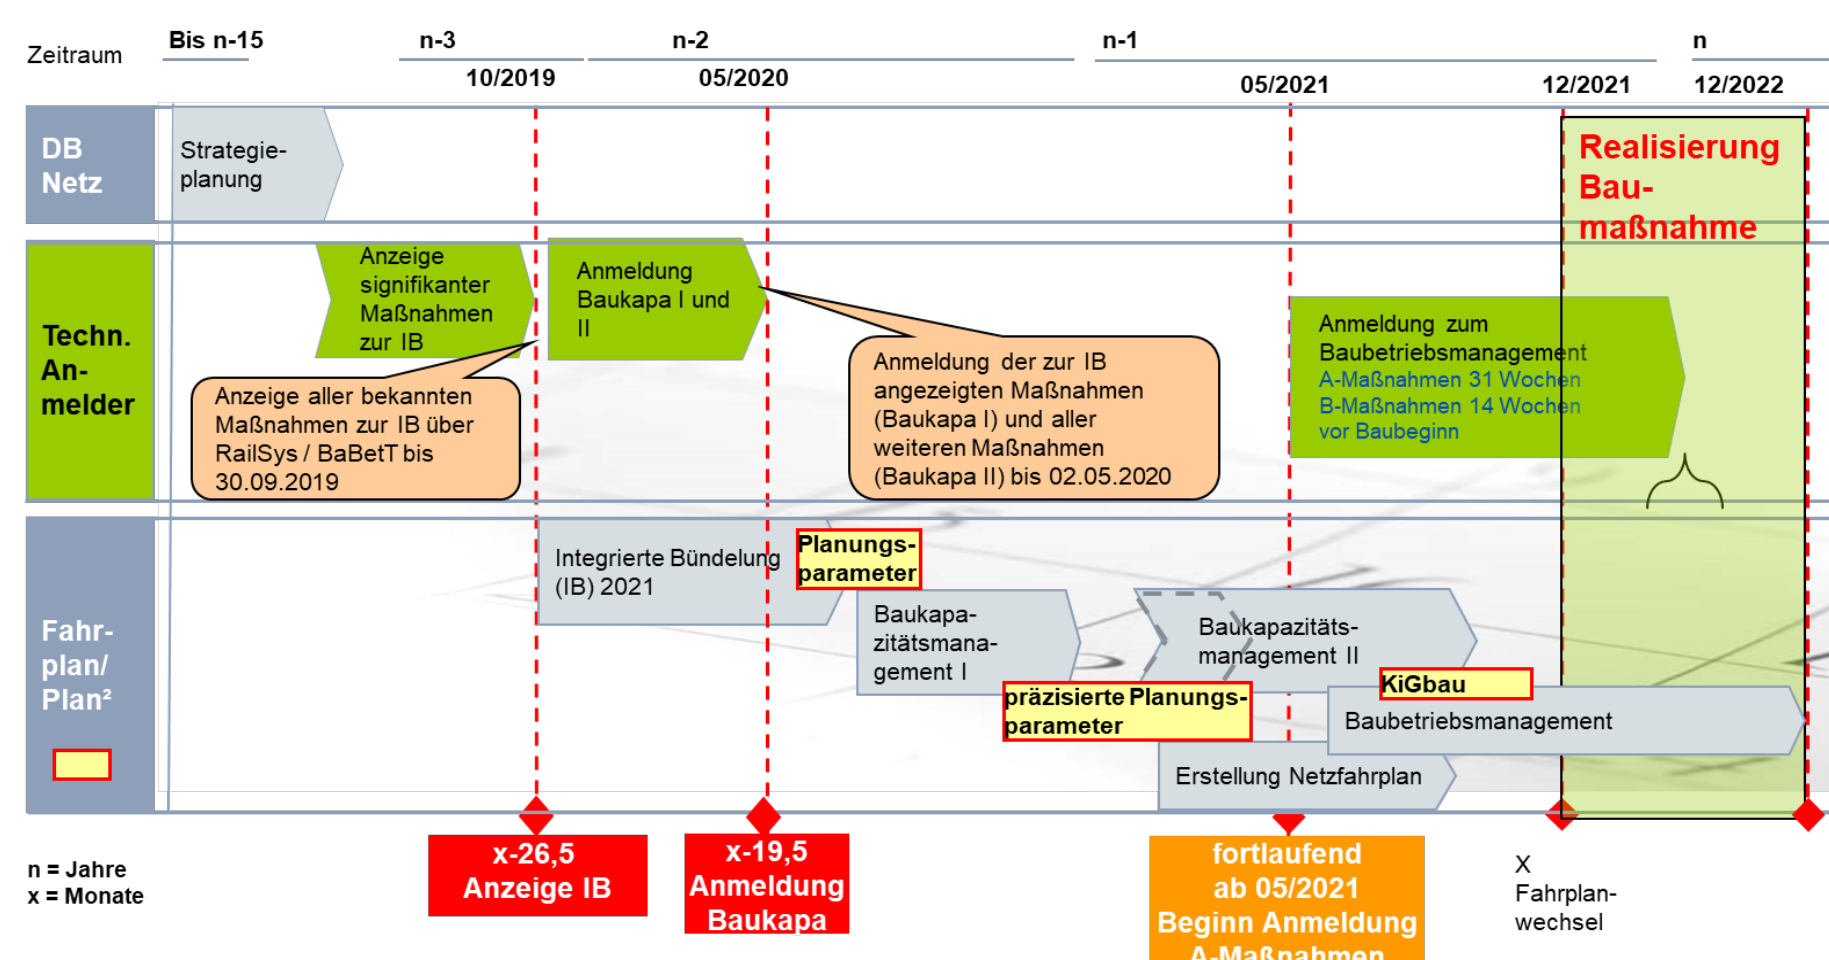 Zeitraum
Bis n-15
n-3
n-2
n-1
n
10/2019
05/2020
05/2021
12/2021
12/2022
DB
Netz
Strategie-
planung
Realisierung
Bau-
maßnahme
Techn.
An-
melder
Anzeige
signifikanter
Maßnahmen
zur IB
Anmeldung
Baukapa I und
II
Anzeige aller bekannten
Maßnahmen zur IB über
RailSys / BaBetT bis
30.09.2019
Anmeldung der zur IB
angezeigten Maßnahmen
(Baukapa I) und aller
weiteren Maßnahmen
(Baukapa II) bis 02.05.2020
Anmeldung zum
Baubetriebsmanagement
A-Maßnahmen 31 Wochen
B-Maßnahmen 14 Wochen
vor Baubeginn
Fahr-
plan/
Plan²
Integrierte Bündelung
(IB) 2021
Planungs-
parameter
Baukapa-
zitätsmana-
gement I
präzisierte Planungs-
parameter
Baukapazitäts-
management II
KiGbau
Baubetriebsmanagement
Erstellung Netzfahrplan
n = Jahre
x = Monate
x-26,5
Anzeige IB
x-19,5
Anmeldung
Baukapa
fortlaufend
ab 05/2021
Beginn Anmeldung
A-Maßnahmen
X
Fahrplan-
wechsel